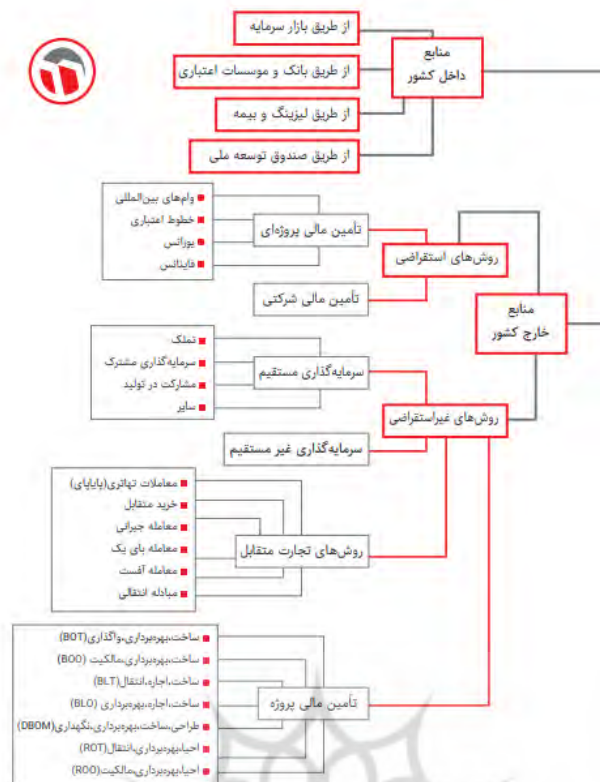 از طریق بازار سرمایه
منابع
داخل کشور
از طریق بانک و موسسات اعتباری
از طریق لیزینگ و بیمه
از طریق صندوق توسعه ملی
وام‌های بین‌المللی
خطوط اعتباری
یوزانس
فاینانس
تأمین مالی پروژه‌ای
روش‌های استقراضی
تأمین مالی شرکتی
منابع
خارج کشور
تملک
سرمایه‌گذاری مشترک
مشارکت در تولید
سایر
سرمایه‌گذاری مستقیم
روش‌های غیراستقراضی
سرمایه‌گذاری غیر مستقیم
معاملات تهاتری(پایاپای)
خرید متقابل
معامله جبرانی
معامله بای یک
معامله آفست
مبادله انتقالی
روش‌های تجارت متقابل
ساخت،بهره‌برداری،واگذاری(BOT)
ساخت،بهره‌برداری،مالکیت (BOO)
ساخت،اجاره،انتقال(BLT)
ساخت،اجاره،بهره‌برداری (BLO)
طراحی،ساخت،بهره‌برداری،نگهداری(DBOM)
احیا،بهره‌برداری،انتقال(ROT)
احیا،بهره‌برداری،مالکیت(ROO)
تأمین مالی پروژه